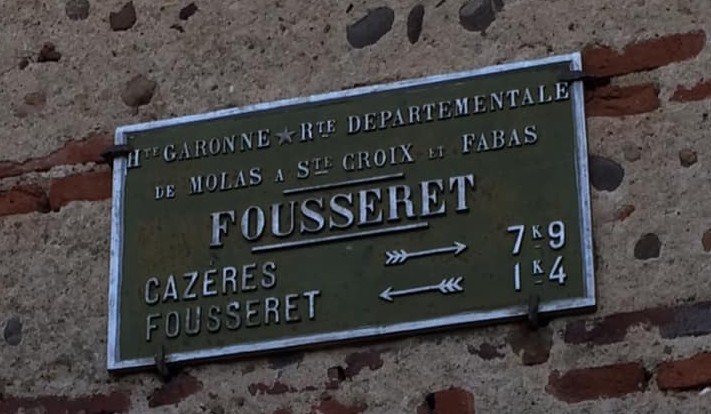 HTE GARONNE ★ RTE DEPARTEMENTALE
DE MOLAS A STE CROIX ET FABAS
FOUSSERET
CAZÈRES 7K9
FOUSSERET 1K4